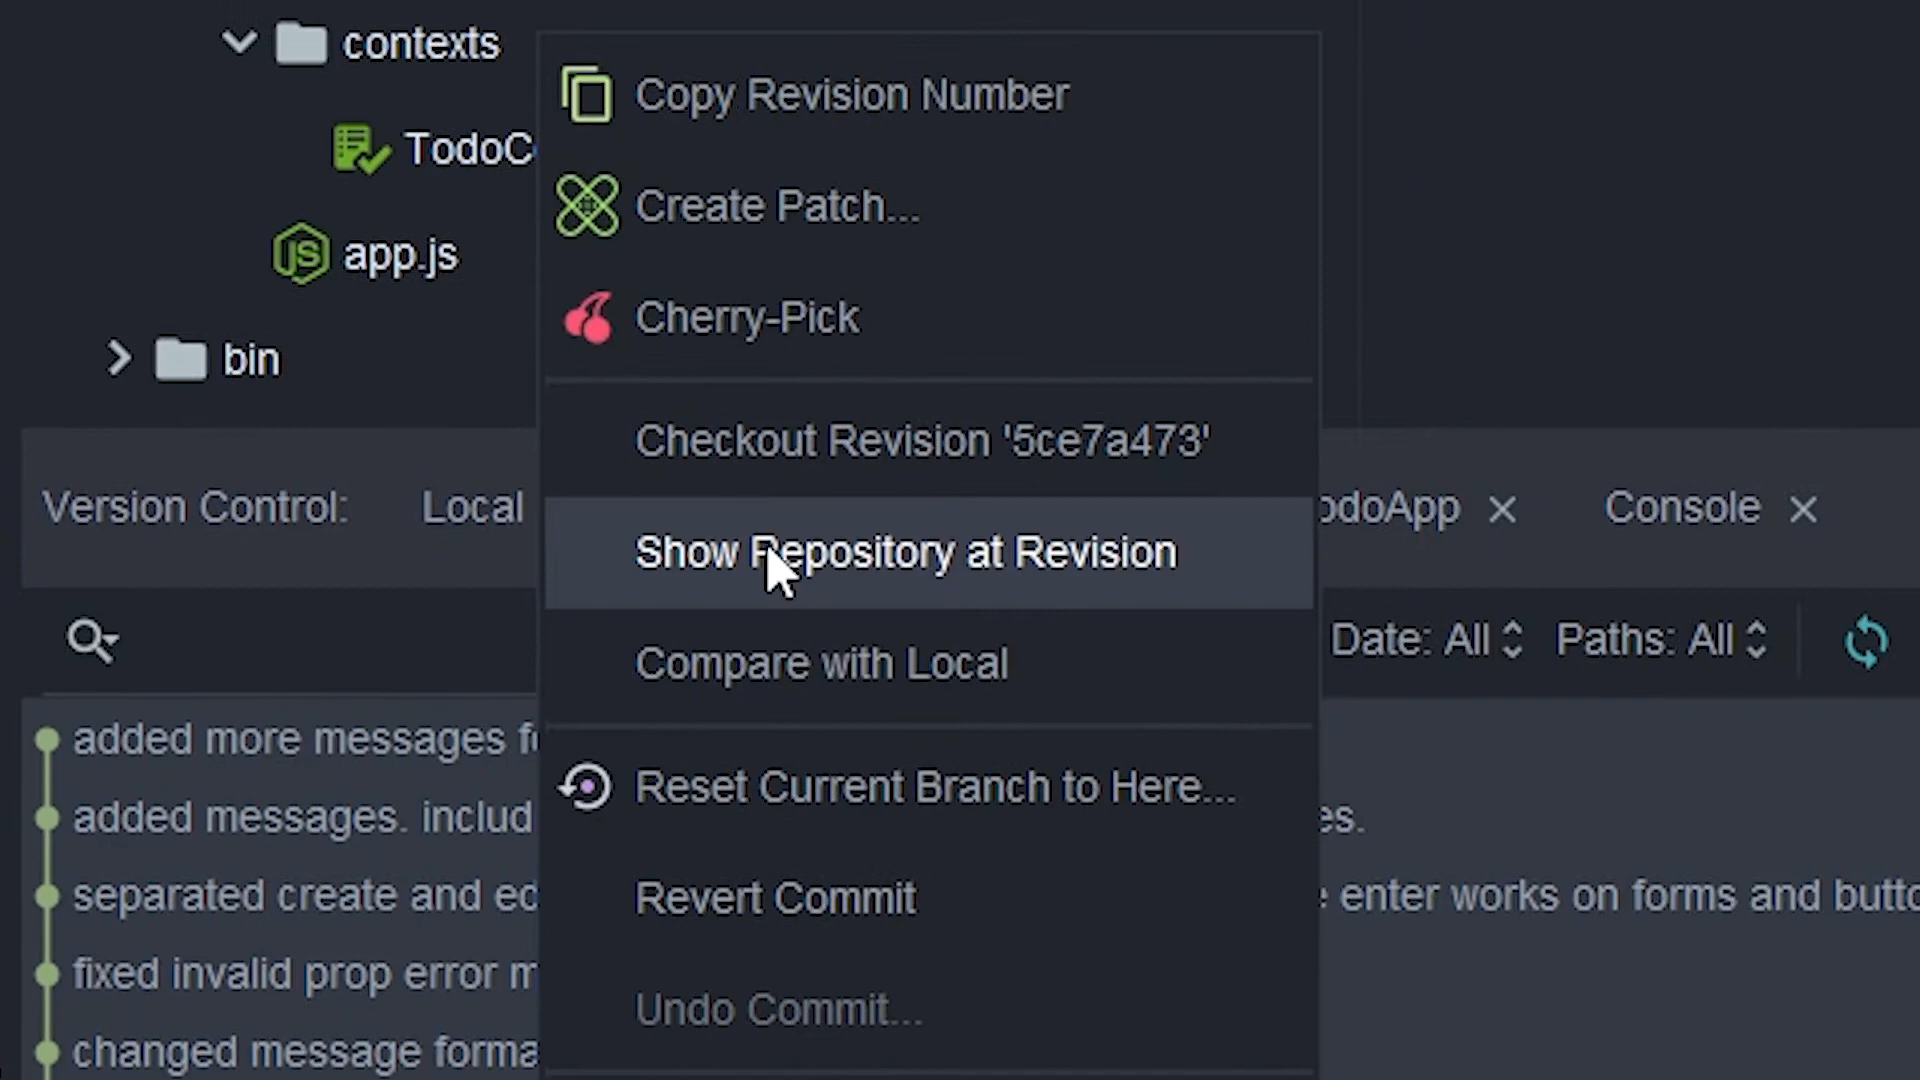 contexts
TodoC
app.js
bin
Copy Revision Number
Create Patch...
Cherry-Pick
Checkout Revision '5ce7a473'
Show Repository at Revision
Compare with Local
Reset Current Branch to Here...
Revert Commit
Undo Commit...
Version Control: Local
odoApp
Console
Date: All
Paths: All
added more messages f
added messages. includ
es.
separated create and ed
enter works on forms and butto
fixed invalid prop error m
changed message forma